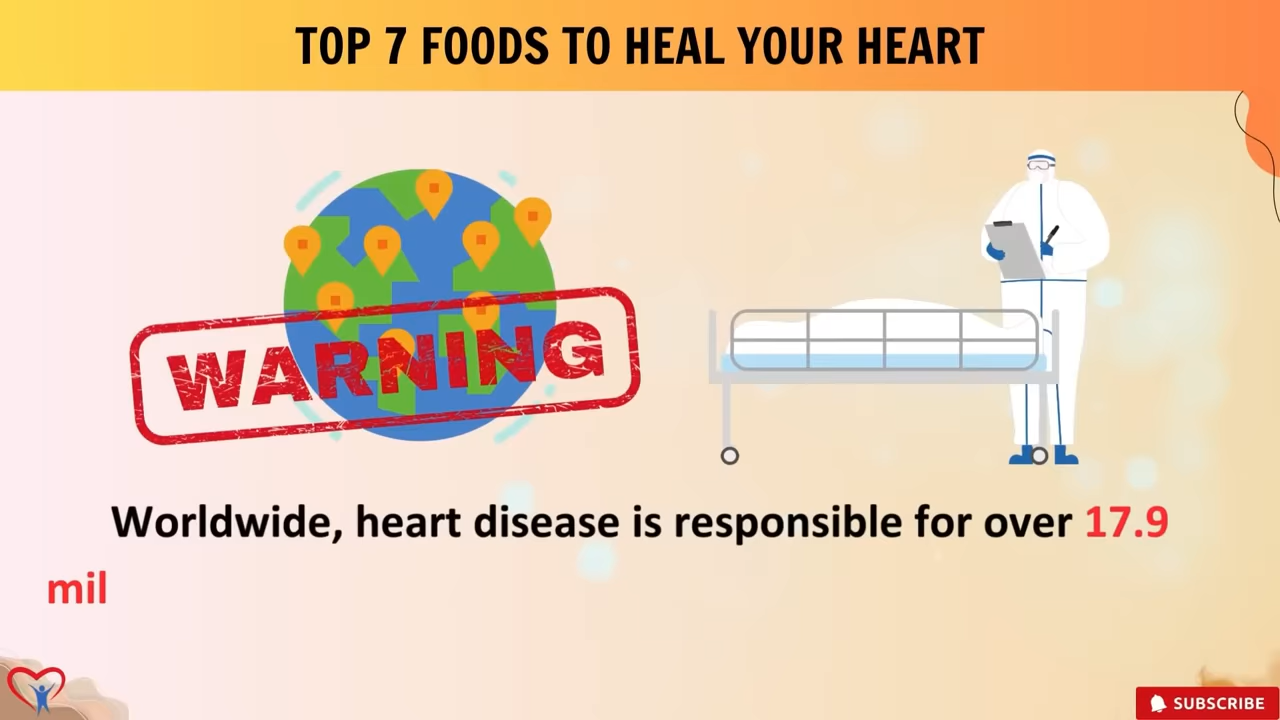 TOP 7 FOODS TO HEAL YOUR HEART
WARNING
Worldwide, heart disease is responsible for over 17.9
mil
SUBSCRIBE